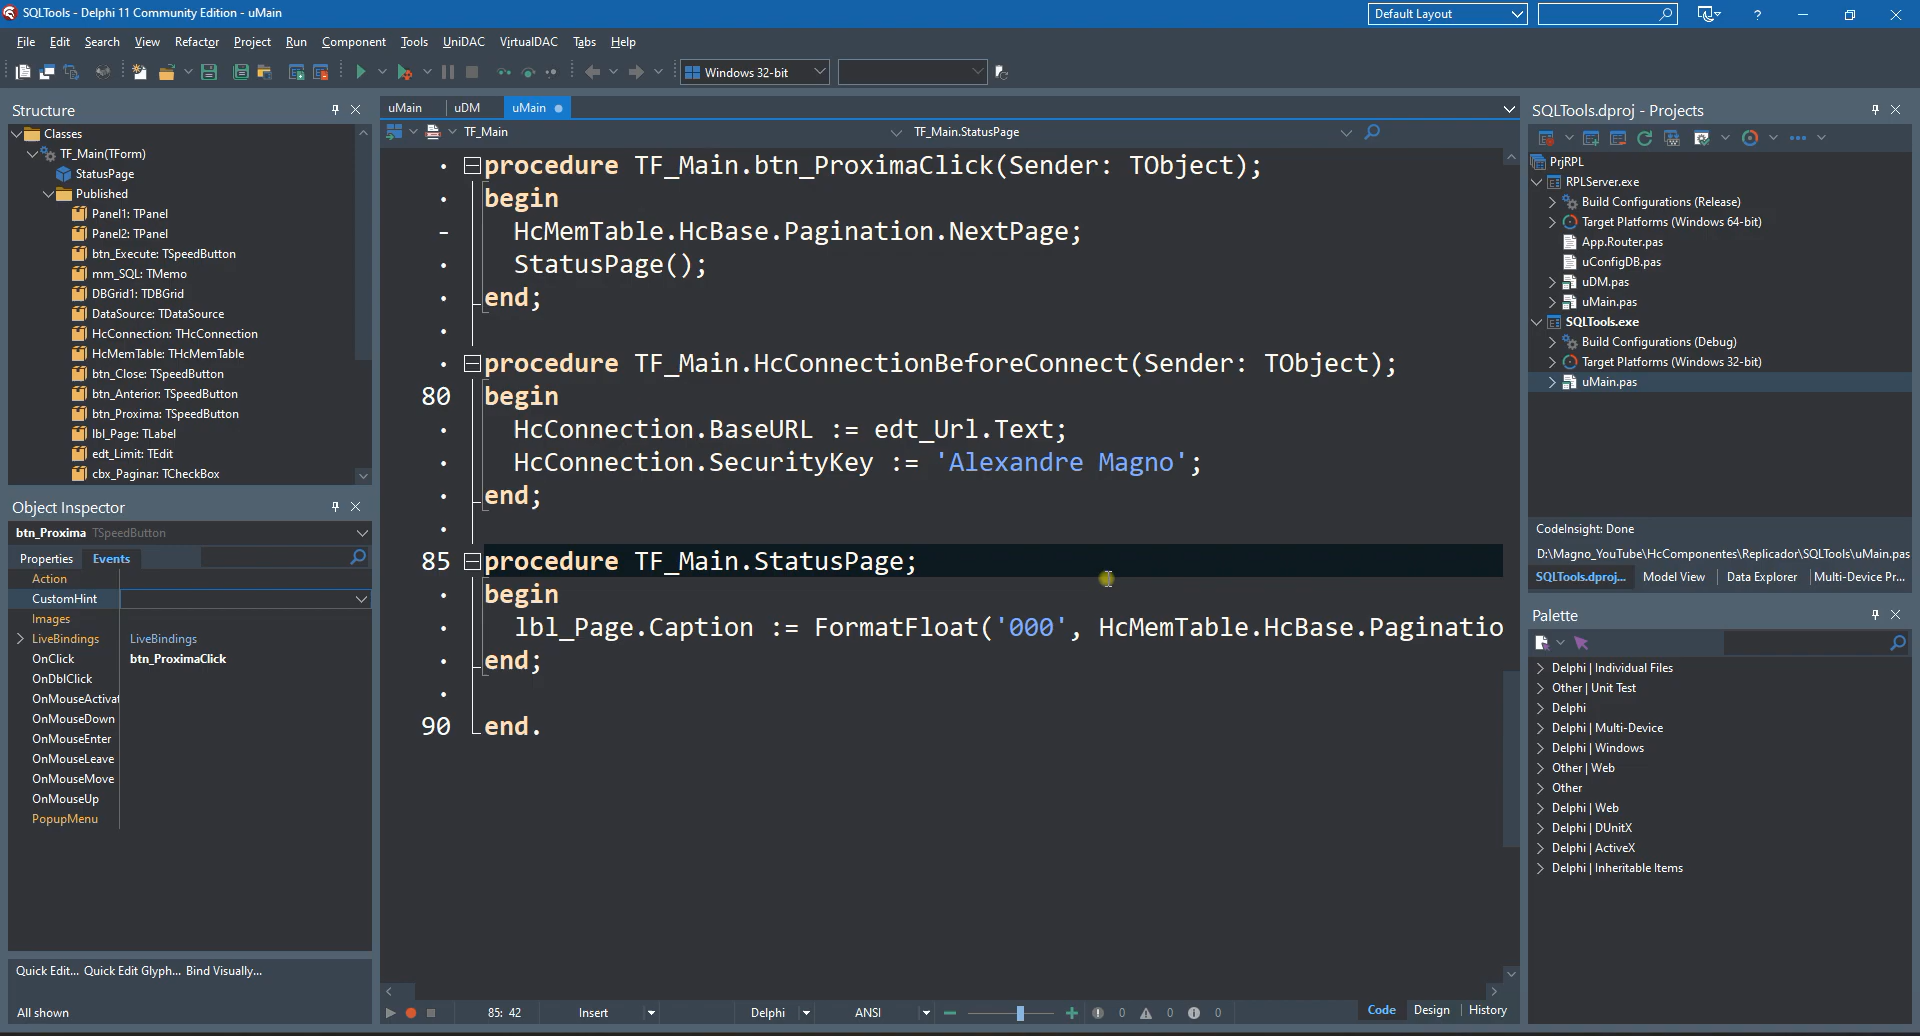 SQLTools - Delphi 11 Community Edition - uMain
Default Layout
File Edit Search View Refactor Project Run Component Tools UniDAC VirtualDAC Tabs Help
Windows 32-bit
Structure
Classes
TF_Main(TForm)
StatusPage
Published
Panel1: TPanel
Panel2: TPanel
btn_Execute: TSpeedButton
mm_SQL: TMemo
DBGrid1: TDBGrid
DataSource: TDataSource
HcConnection: THcConnection
HcMemTable: THcMemTable
btn_Close: TSpeedButton
btn_Anterior: TSpeedButton
btn_Proxima: TSpeedButton
lbl_Page: TLabel
edt_Limit: TEdit
cbx_Paginar: TCheckBox
Object Inspector
btn_Proxima TSpeedButton
Properties Events
Action
CustomHint
Images
LiveBindings LiveBindings
OnClick btn_ProximaClick
OnDblClick
OnMouseActivat
OnMouseDown
OnMouseEnter
OnMouseLeave
OnMouseMove
OnMouseUp
PopupMenu
Quick Edit... Quick Edit Glyph... Bind Visually...
All shown
uMain uDM uMain
TF_Main TF_Main.StatusPage
procedure TF_Main.btn_ProximaClick(Sender: TObject);
begin
HcMemTable.HcBase.Pagination.NextPage;
StatusPage();
end;
procedure TF_Main.HcConnectionBeforeConnect(Sender: TObject);
80 begin
HcConnection.BaseURL := edt_Url.Text;
HcConnection.SecurityKey := 'Alexandre Magno';
end;
85 procedure TF_Main.StatusPage;
begin
lbl_Page.Caption := FormatFloat('000', HcMemTable.HcBase.Paginatio
end;
90 end.
85: 42 Insert Delphi ANSI 0 0 0 Code Design History
SQLTools.dproj - Projects
PrjRPL
RPLServer.exe
Build Configurations (Release)
Target Platforms (Windows 64-bit)
App.Router.pas
uConfigDB.pas
uDM.pas
uMain.pas
SQLTools.exe
Build Configurations (Debug)
Target Platforms (Windows 32-bit)
uMain.pas
CodeInsight: Done
D:\Magno_YouTube\HcComponentes\Replicador\SQLTools\uMain.pas
SQLTools.dproj... Model View Data Explorer Multi-Device Pr...
Palette
Delphi | Individual Files
Other | Unit Test
Delphi
Delphi | Multi-Device
Delphi | Windows
Other | Web
Other
Delphi | Web
Delphi | DUnitX
Delphi | ActiveX
Delphi | Inheritable Items